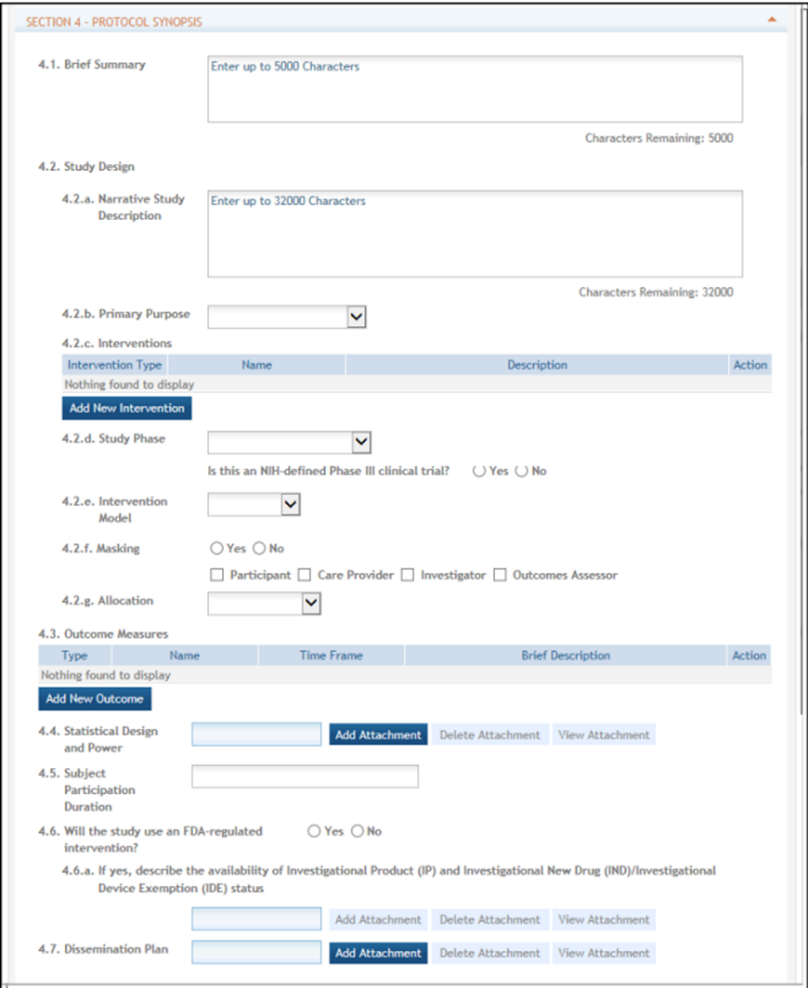 SECTION 4 - PROTOCOL SYNOPSIS
4.1. Brief Summary
Enter up to 5000 Characters
Characters Remaining: 5000
4.2. Study Design
4.2.a. Narrative Study
Description
Enter up to 32000 Characters
Characters Remaining: 32000
4.2.b. Primary Purpose
4.2.c. Interventions
Intervention Type Name Description Action
Nothing found to display
Add New Intervention
4.2.d. Study Phase
Is this an NIH-defined Phase III clinical trial? Yes No
4.2.e. Intervention
Model
4.2.f. Masking Yes No
Participant Care Provider Investigator Outcomes Assessor
4.2.g. Allocation
4.3. Outcome Measures
Type Name Time Frame Brief Description Action
Nothing found to display
Add New Outcome
4.4. Statistical Design
and Power
Add Attachment Delete Attachment View Attachment
4.5. Subject
Participation
Duration
4.6. Will the study use an FDA-regulated
intervention?
Yes No
4.6.a. If yes, describe the availability of Investigational Product (IP) and Investigational New Drug (IND)/Investigational
Device Exemption (IDE) status
Add Attachment Delete Attachment View Attachment
4.7. Dissemination Plan Add Attachment Delete Attachment View Attachment